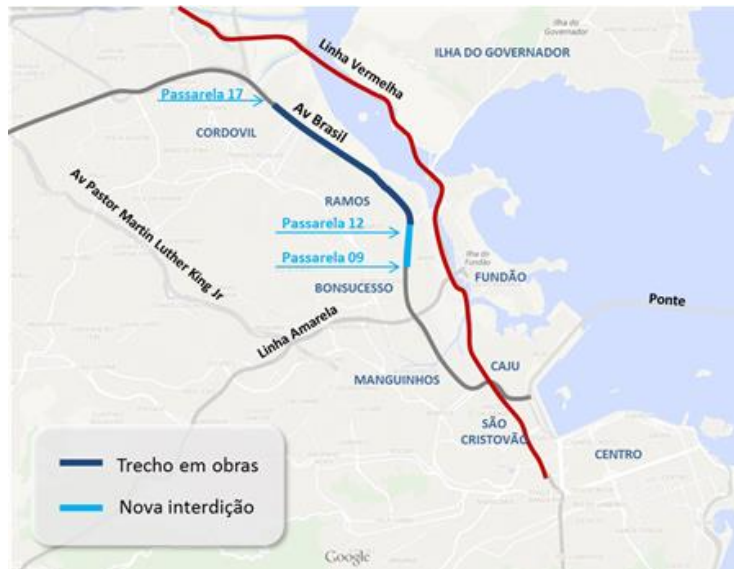 Ilha do
Governador
Linha Vermelha
ILHA DO GOVERNADOR
Passarela 17
Av Brasil
CORDOVIL
RAMOS
Av Pastor Martin Luther King Jr
Passarela 12
Passarela 09
Ilha do
Fundão
FUNDÃO
BONSUCESSO
Ponte
Linha Amarela
CAJU
MANGUINHOS
SÃO
CRISTOVÃO
CENTRO
Trecho em obras
Nova interdição
Google